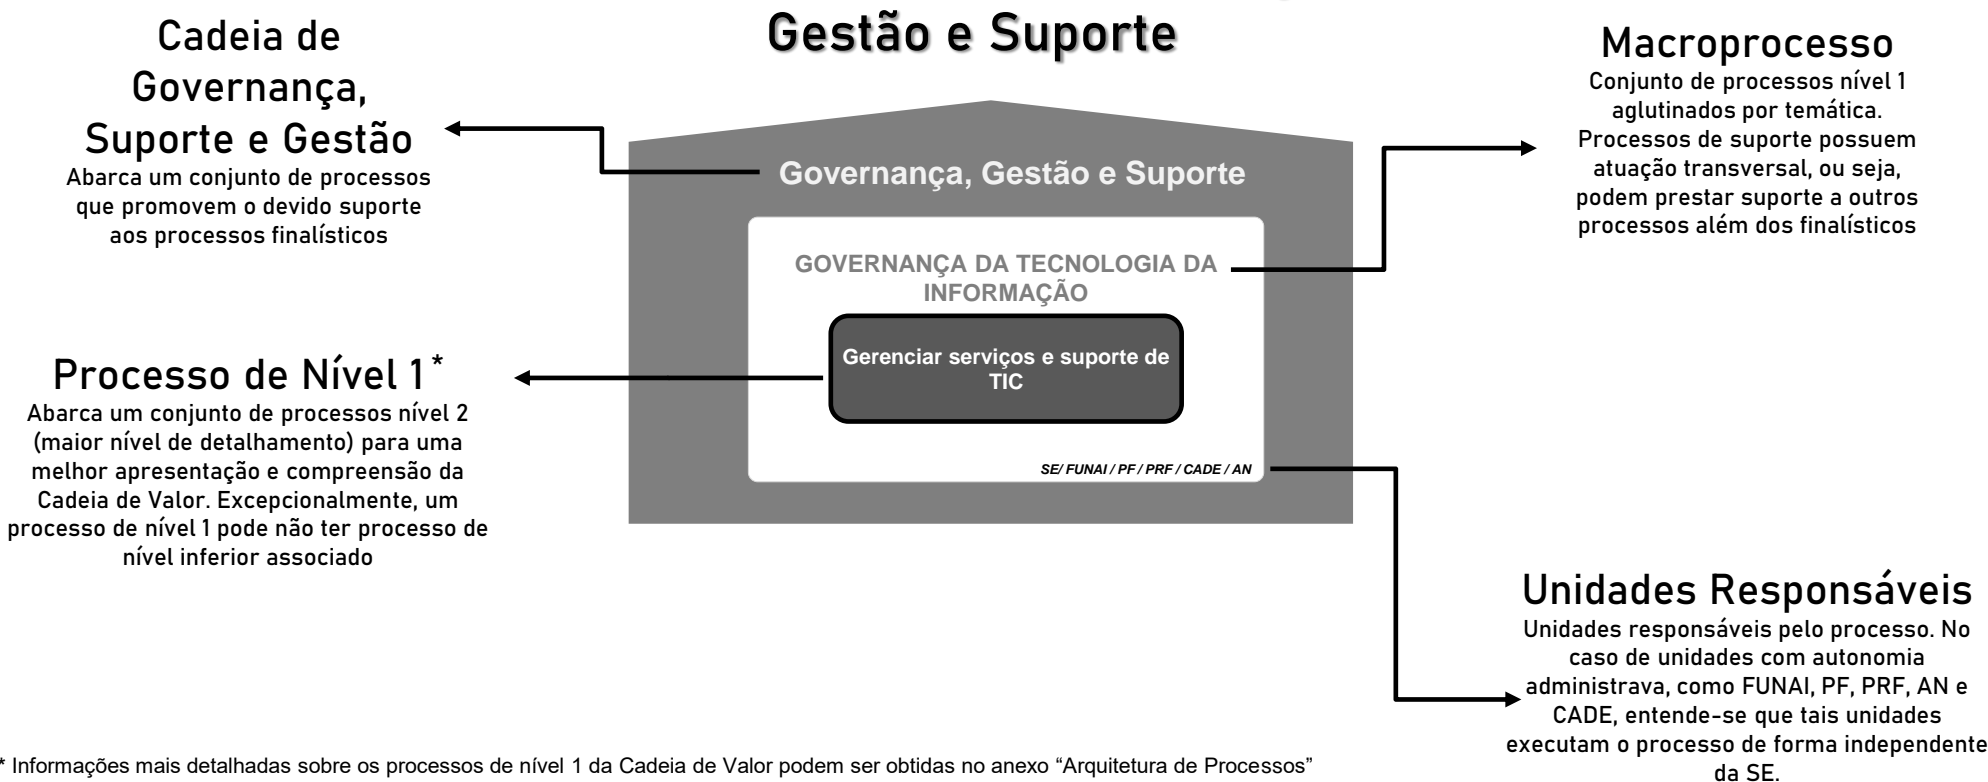 Gestão e Suporte
Cadeia de
Governança,
Suporte e Gestão
Abarca um conjunto de processos
que promovem o devido suporte
aos processos finalísticos
Macroprocesso
Conjunto de processos nível 1
aglutinados por temática.
Processos de suporte possuem
atuação transversal, ou seja,
podem prestar suporte a outros
processos além dos finalísticos
Governança, Gestão e Suporte
GOVERNANÇA DA TECNOLOGIA DA
INFORMAÇÃO
Gerenciar serviços e suporte de
TIC
SE/ FUNAI / PF / PRF / CADE / AN
Processo de Nível 1*
Abarca um conjunto de processos nível 2
(maior nível de detalhamento) para uma
melhor apresentação e compreensão da
Cadeia de Valor. Excepcionalmente, um
processo de nível 1 pode não ter processo de
nível inferior associado
Unidades Responsáveis
Unidades responsáveis pelo processo. No
caso de unidades com autonomia
administrava, como FUNAI, PF, PRF, AN e
CADE, entende-se que tais unidades
executam o processo de forma independente
da SE.
* Informações mais detalhadas sobre os processos de nível 1 da Cadeia de Valor podem ser obtidas no anexo “Arquitetura de Processos”